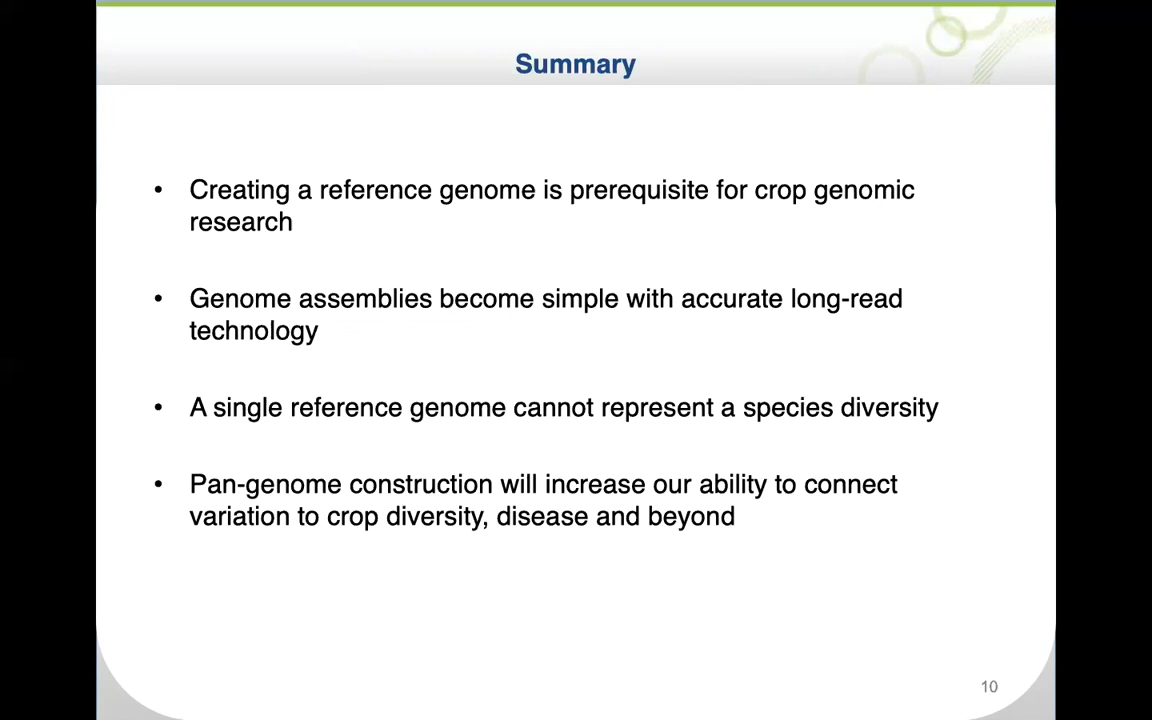 Summary
• Creating a reference genome is prerequisite for crop genomic
research
• Genome assemblies become simple with accurate long-read
technology
• A single reference genome cannot represent a species diversity
• Pan-genome construction will increase our ability to connect
variation to crop diversity, disease and beyond
10